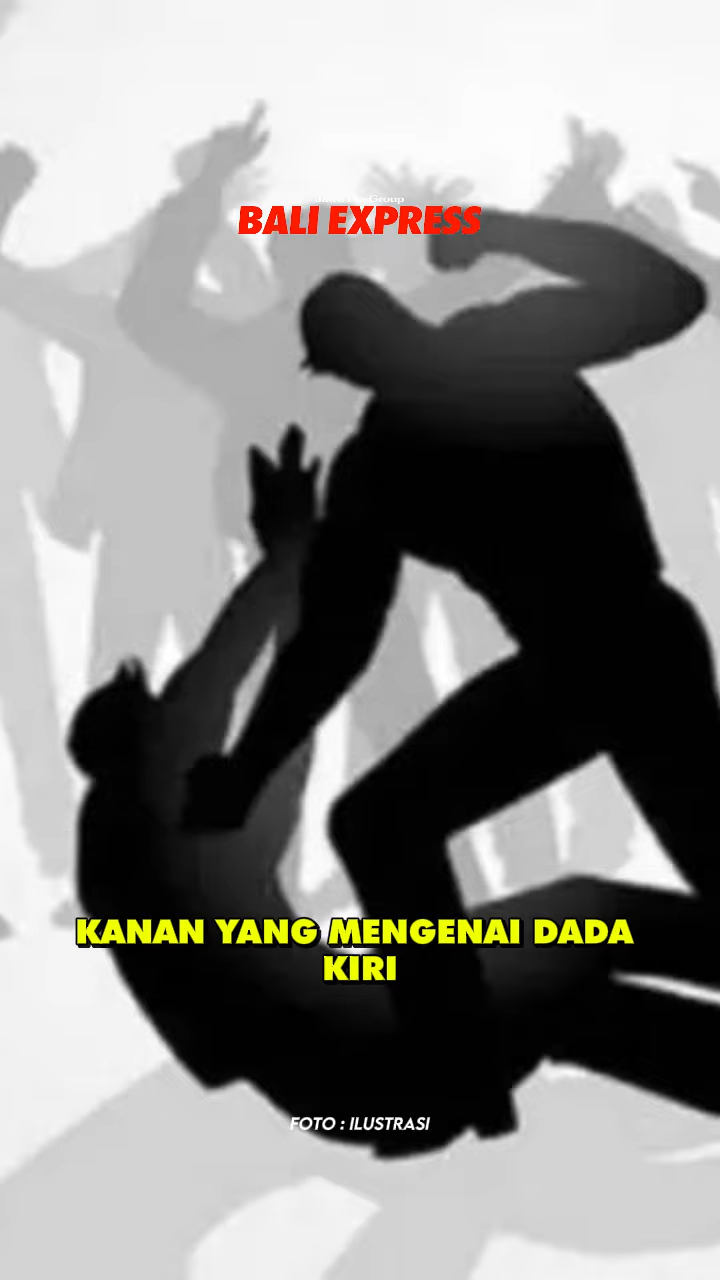 BALI EXPRESS
KANAN YANG MENGENAI DADA
KIRI
FOTO : ILUSTRASI